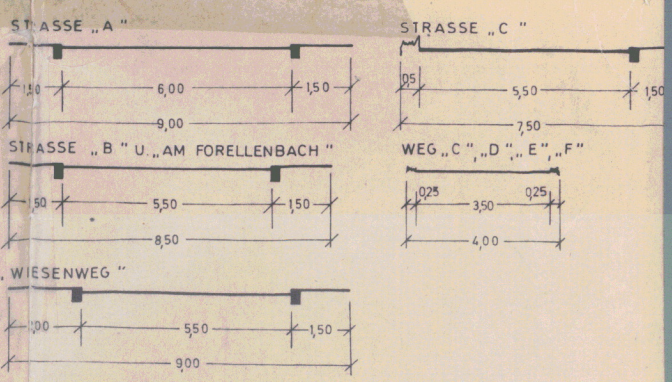 STRASSE „A"
1,50 6,00 1,50
9,00
STRASSE „B" U. „AM FORELLENBACH"
1,50 5,50 1,50
8,50
„WIESENWEG"
2,00 5,50 1,50
9,00
STRASSE „C"
0,5 5,50 1,50
7,50
WEG „C", „D", „E", „F"
0,25 3,50 0,25
4,00